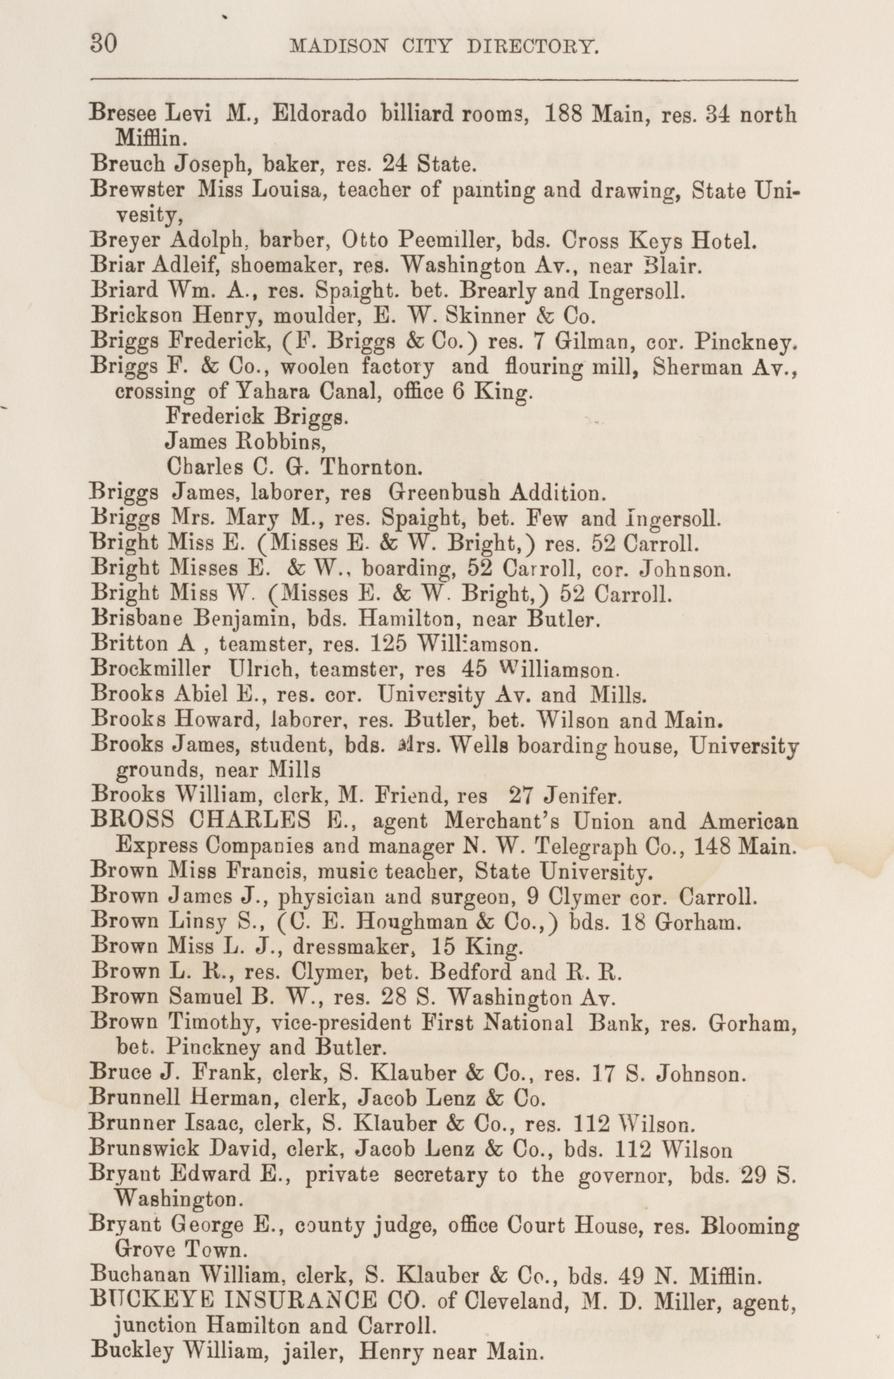 30 MADISON CITY DIRECTORY.
Bresee Levi M., Eldorado billiard rooms, 188 Main, res. 34 north
Mifflin.
Breuch Joseph, baker, res. 24 State.
Brewster Miss Louisa, teacher of painting and drawing, State Uni-
vesity,
Breyer Adolph, barber, Otto Peemiller, bds. Cross Keys Hotel.
Briar Adleif, shoemaker, res. Washington Av., near Blair.
Briard Wm. A., res. Spaight. bet. Brearly and Ingersoll.
Brickson Henry, moulder, E. W. Skinner & Co.
Briggs Frederick, (F. Briggs & Co.) res. 7 Gilman, cor. Pinckney.
Briggs F. & Co., woolen factory and flouring mill, Sherman Av.,
crossing of Yahara Canal, office 6 King.
Frederick Briggs.
James Robbins,
Charles C. G. Thornton.
Briggs James, laborer, res Greenbush Addition.
Briggs Mrs. Mary M., res. Spaight, bet. Few and Ingersoll.
Bright Miss E. (Misses E. & W. Bright,) res. 52 Carroll.
Bright Misses E. & W., boarding, 52 Carroll, cor. Johnson.
Bright Miss W. (Misses E. & W. Bright,) 52 Carroll.
Brisbane Benjamin, bds. Hamilton, near Butler.
Britton A , teamster, res. 125 Williamson.
Brockmiller Ulrich, teamster, res 45 Williamson.
Brooks Abiel E., res. cor. University Av. and Mills.
Brooks Howard, laborer, res. Butler, bet. Wilson and Main.
Brooks James, student, bds. Mrs. Wells boarding house, University
grounds, near Mills
Brooks William, clerk, M. Friend, res 27 Jenifer.
BROSS CHARLES E., agent Merchant's Union and American
Express Companies and manager N. W. Telegraph Co., 148 Main.
Brown Miss Francis, music teacher, State University.
Brown James J., physician and surgeon, 9 Clymer cor. Carroll.
Brown Linsy S., (C. E. Houghman & Co.,) bds. 18 Gorham.
Brown Miss L. J., dressmaker, 15 King.
Brown L. R., res. Clymer, bet. Bedford and R. R.
Brown Samuel B. W., res. 28 S. Washington Av.
Brown Timothy, vice-president First National Bank, res. Gorham,
bet. Pinckney and Butler.
Bruce J. Frank, clerk, S. Klauber & Co., res. 17 S. Johnson.
Brunnell Herman, clerk, Jacob Lenz & Co.
Brunner Isaac, clerk, S. Klauber & Co., res. 112 Wilson.
Brunswick David, clerk, Jacob Lenz & Co., bds. 112 Wilson
Bryant Edward E., private secretary to the governor, bds. 29 S.
Washington.
Bryant George E., county judge, office Court House, res. Blooming
Grove Town.
Buchanan William, clerk, S. Klauber & Co., bds. 49 N. Mifflin.
BUCKEYE INSURANCE CO. of Cleveland, M. D. Miller, agent,
junction Hamilton and Carroll.
Buckley William, jailer, Henry near Main.